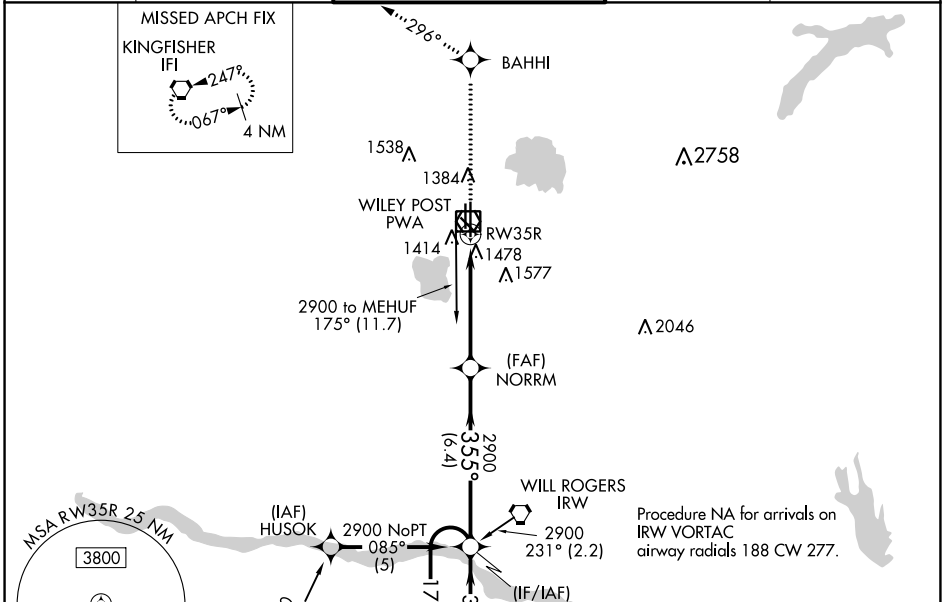 MISSED APCH FIX
KINGFISHER
IFI
247°
067°
4 NM
296°
BAHHI
1538
1384
2758
WILEY POST
PWA
RW35R
1414
1478
1577
2900 to MEHUF
175° (11.7)
2046
(FAF)
NORRM
2900
355°
(6.4)
WILL ROGERS
IRW
2900
231° (2.2)
Procedure NA for arrivals on
IRW VORTAC
airway radials 188 CW 277.
(IAF)
HUSOK
2900 NoPT
085°
(5)
(IF/IAF)
MSA RW35R 25 NM
3800
17